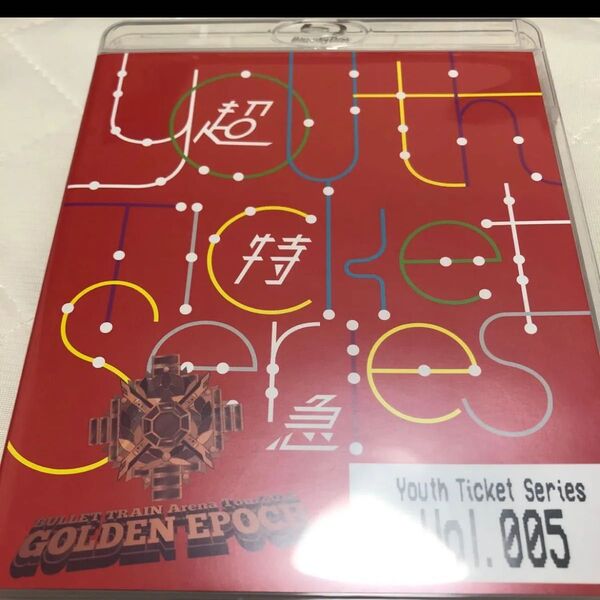 Blu-ray Disc
Youth
超
Ticket
特
Series
急
BULLET TRAIN Arena Tour
GOLDEN EPOCH
Youth Ticket Series
Vol.005